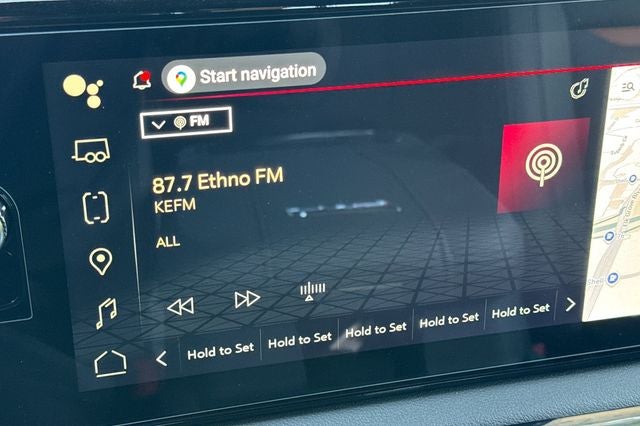 Start navigation
FM
87.7 Ethno FM
KEFM
ALL
Hold to Set
Hold to Set
Hold to Set
Hold to Set
Hold to Set
Shell